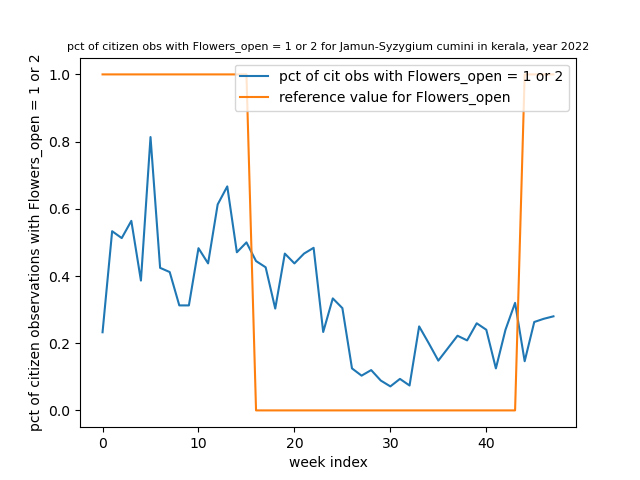 pct of citizen obs with Flowers_open = 1 or 2 for Jamun-Syzygium cumini in kerala, year 2022
pct of citizen observations with Flowers_open = 1 or 2
1.0
0.8
0.6
0.4
0.2
0.0
pct of cit obs with Flowers_open = 1 or 2
reference value for Flowers_open
0 10 20 30 40
week index